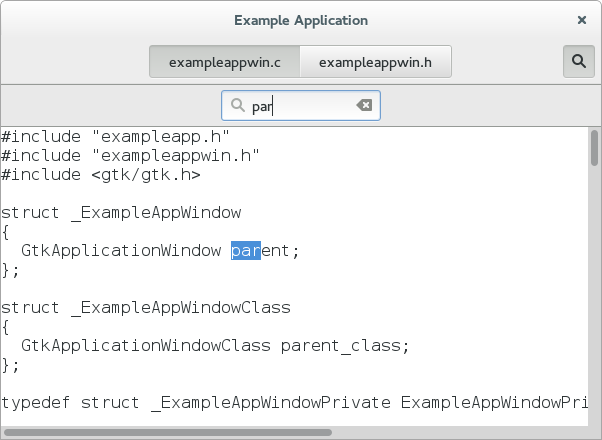 Example Application
exampleappwin.c exampleappwin.h
par
#include "exampleapp.h"
#include "exampleappwin.h"
#include <gtk/gtk.h>
struct _ExampleAppWindow
{
  GtkApplicationWindow parent;
};
struct _ExampleAppWindowClass
{
  GtkApplicationWindowClass parent_class;
};
typedef struct _ExampleAppWindowPrivate ExampleAppWindowPri